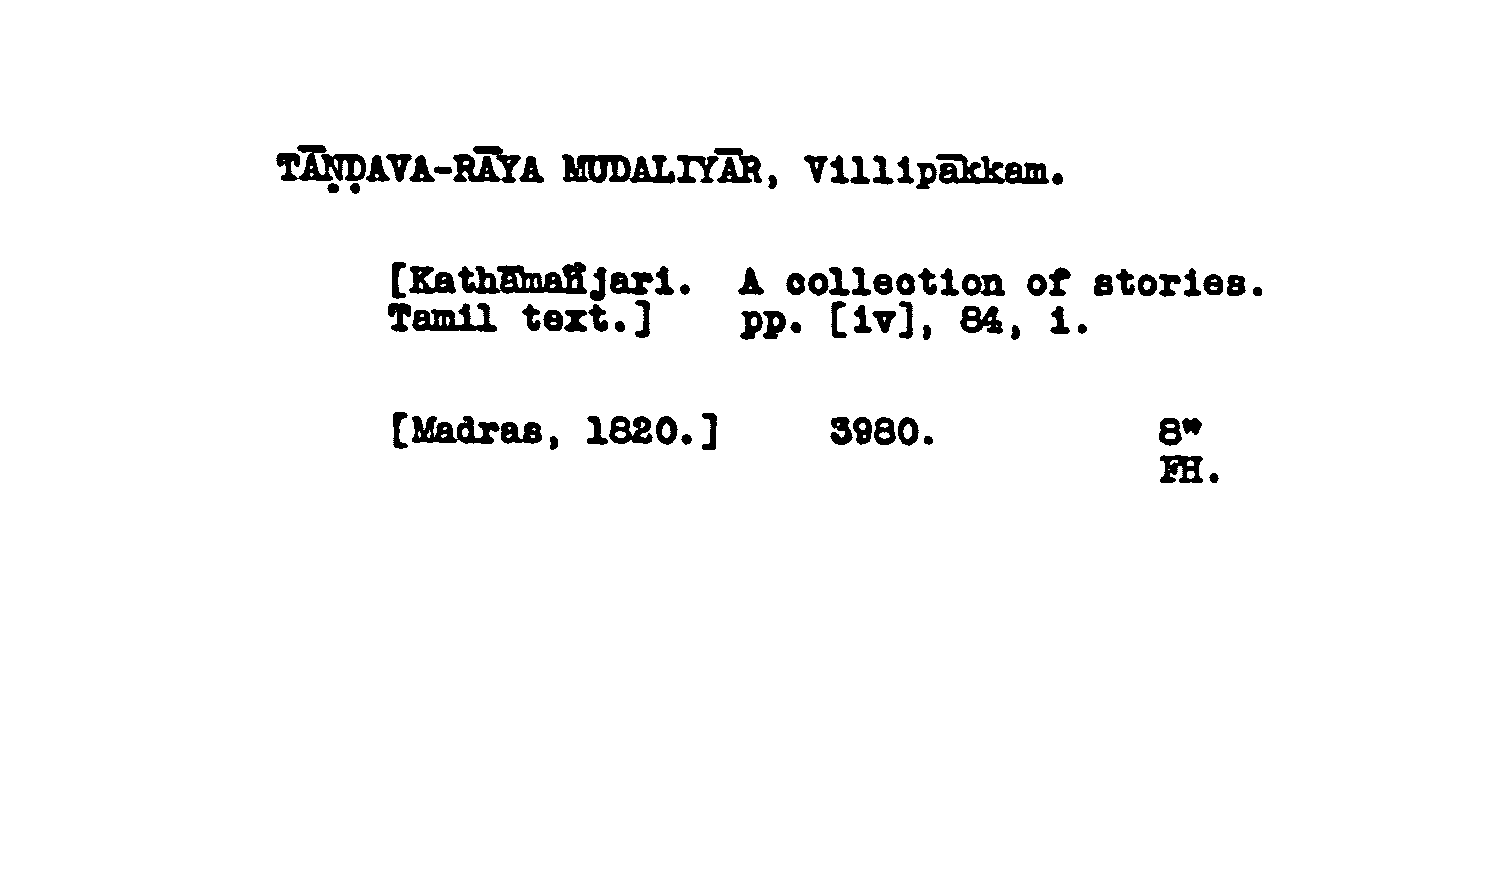 TĀṆḌAVA-RĀYA MUDALIYĀR, Villipākkam.
[Kathāmañjari. A collection of stories.
Tamil text.] pp. [iv], 84, i.
[Madras, 1820.] 3980. 8"
FH.